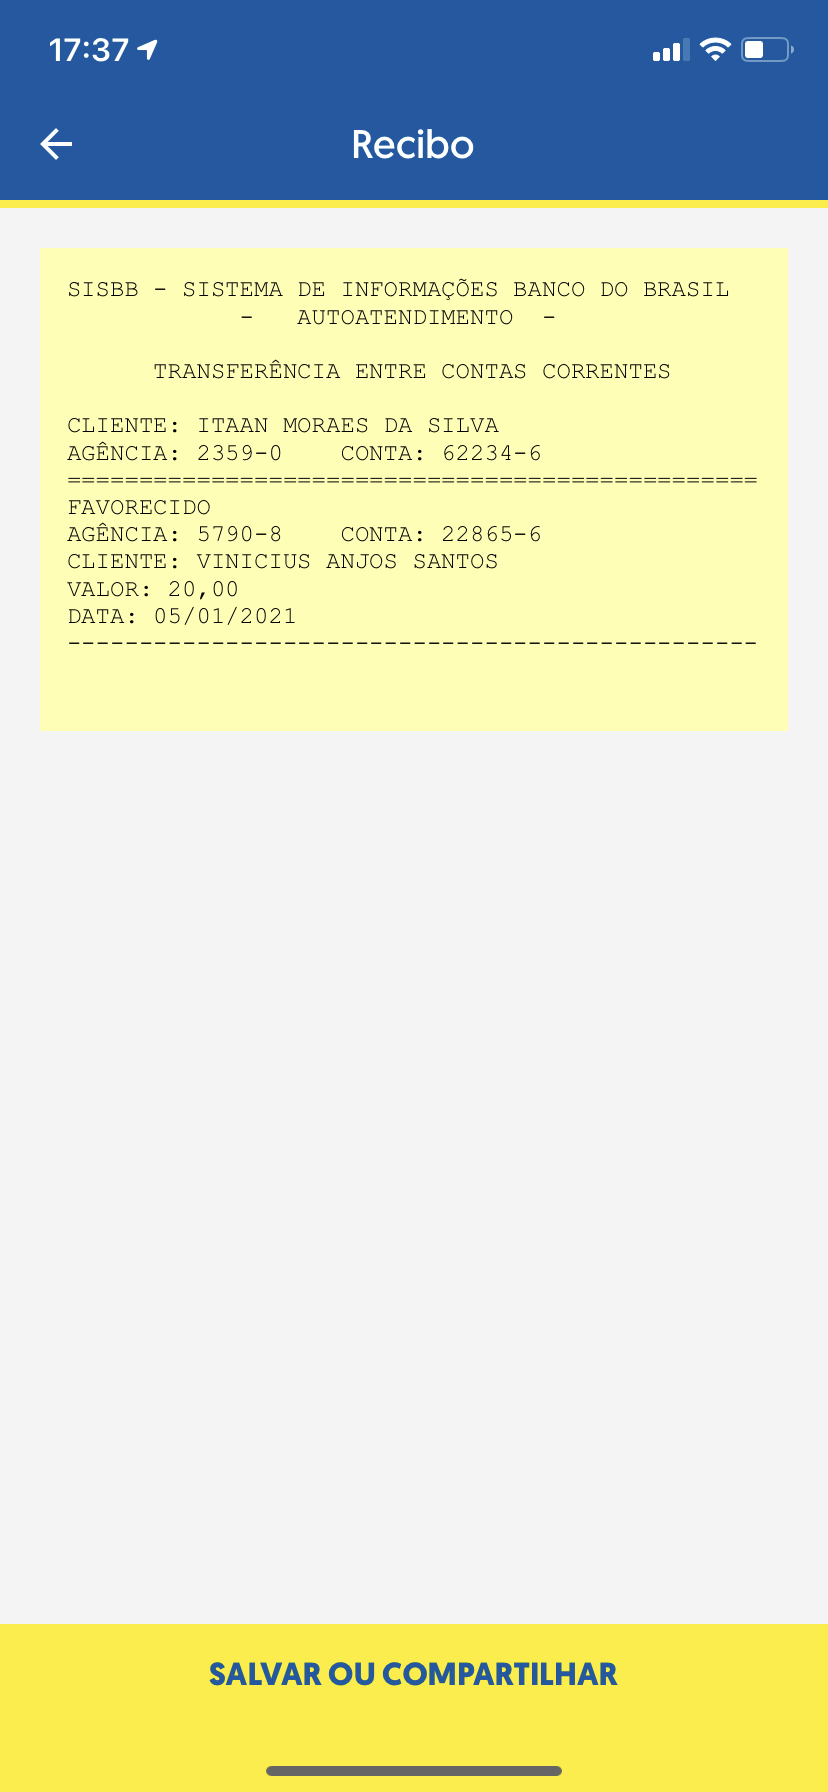 17:37
Recibo
SISBB - SISTEMA DE INFORMAÇÕES BANCO DO BRASIL
- AUTOATENDIMENTO -
TRANSFERÊNCIA ENTRE CONTAS CORRENTES
CLIENTE: ITAAN MORAES DA SILVA
AGÊNCIA: 2359-0 CONTA: 62234-6
================================================
FAVORECIDO
AGÊNCIA: 5790-8 CONTA: 22865-6
CLIENTE: VINICIUS ANJOS SANTOS
VALOR: 20,00
DATA: 05/01/2021
------------------------------------------------
SALVAR OU COMPARTILHAR